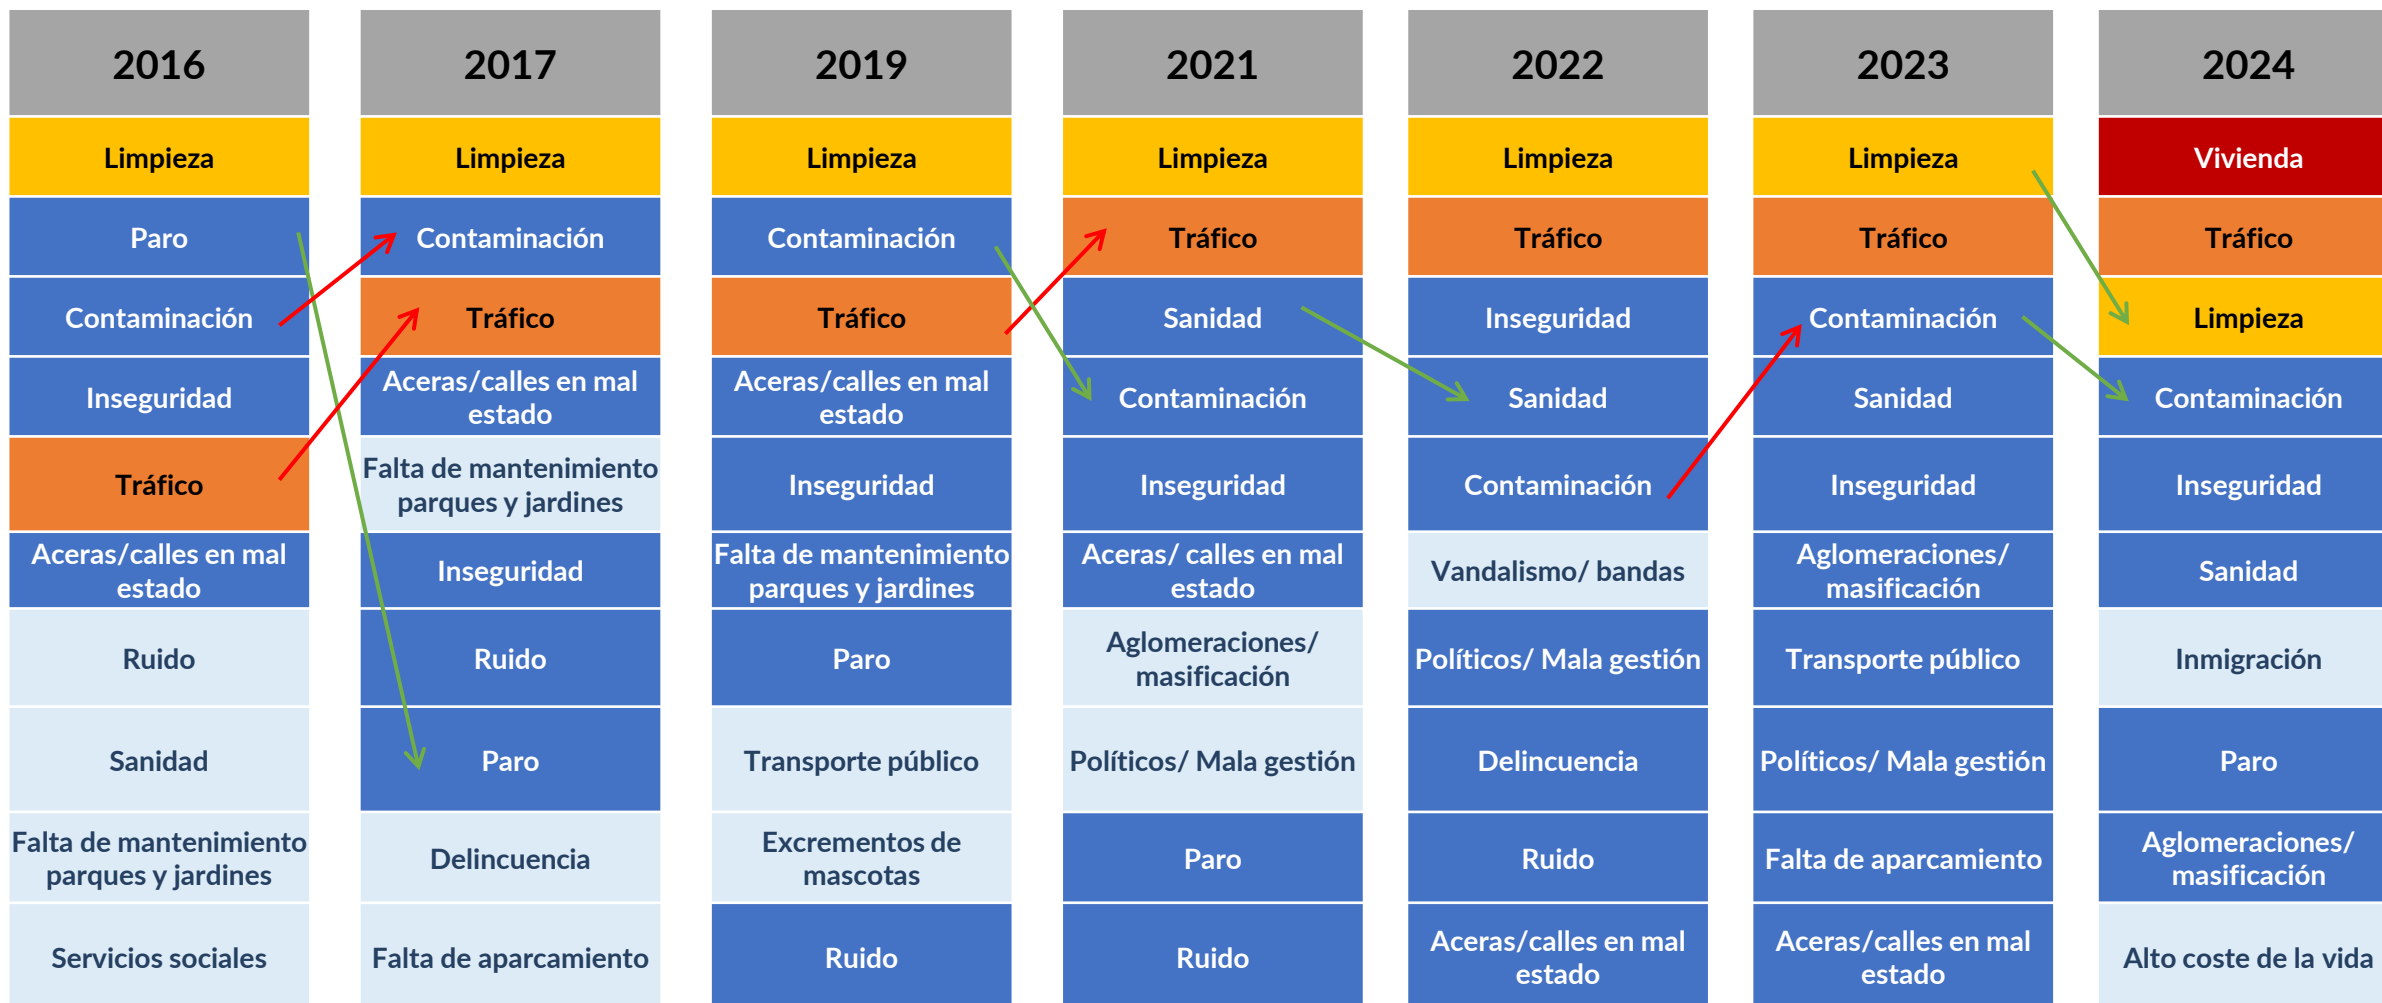 2016
Limpieza
Paro
Contaminación
Inseguridad
Tráfico
Aceras/calles en mal
estado
Ruido
Sanidad
Falta de mantenimiento
parques y jardines
Servicios sociales
2017
Limpieza
Contaminación
Tráfico
Aceras/calles en mal
estado
Falta de mantenimiento
parques y jardines
Inseguridad
Ruido
Paro
Delincuencia
Falta de aparcamiento
2019
Limpieza
Contaminación
Tráfico
Aceras/calles en mal
estado
Inseguridad
Falta de mantenimiento
parques y jardines
Paro
Transporte público
Excrementos de
mascotas
Ruido
2021
Limpieza
Tráfico
Sanidad
Contaminación
Inseguridad
Aceras/ calles en mal
estado
Aglomeraciones/
masificación
Políticos/ Mala gestión
Paro
Ruido
2022
Limpieza
Tráfico
Inseguridad
Sanidad
Contaminación
Vandalismo/ bandas
Políticos/ Mala gestión
Delincuencia
Ruido
Aceras/calles en mal
estado
2023
Limpieza
Tráfico
Contaminación
Sanidad
Inseguridad
Aglomeraciones/
masificación
Transporte público
Políticos/ Mala gestión
Falta de aparcamiento
Aceras/calles en mal
estado
2024
Vivienda
Tráfico
Limpieza
Contaminación
Inseguridad
Sanidad
Inmigración
Paro
Aglomeraciones/
masificación
Alto coste de la vida